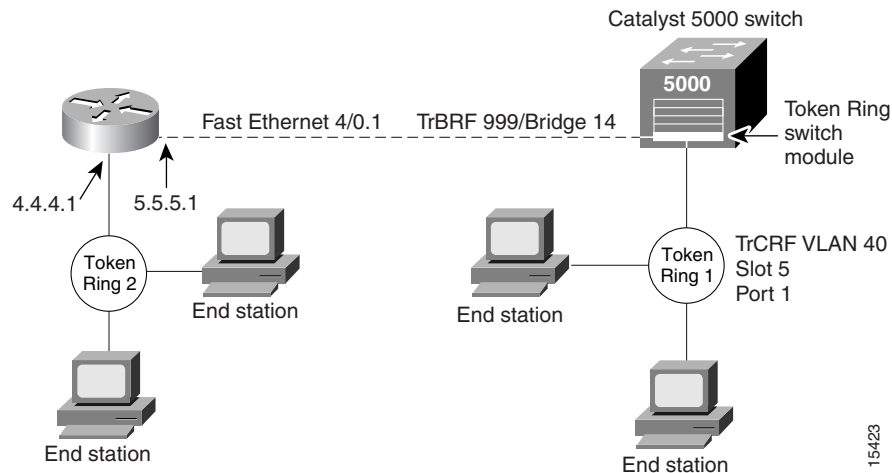 Catalyst 5000 switch
5000
Fast Ethernet 4/0.1
TrBRF 999/Bridge 14
Token Ring
switch
module
4.4.4.1
5.5.5.1
Token
Ring 2
End station
End station
End station
Token
Ring 1
TrCRF VLAN 40
Slot 5
Port 1
End station
15423